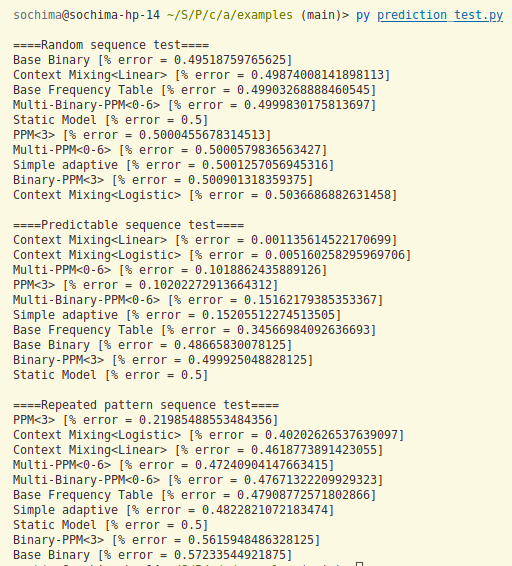 sochima@sochima-hp-14 ~/S/P/c/a/examples (main)> py prediction_test.py
====Random sequence test====
Base Binary [% error = 0.49518759765625]
Context Mixing<Linear> [% error = 0.49874008141898113]
Base Frequency Table [% error = 0.49903268888460545]
Multi-Binary-PPM<0-6> [% error = 0.4999830175813697]
Static Model [% error = 0.5]
PPM<3> [% error = 0.5000455678314513]
Multi-PPM<0-6> [% error = 0.5000579836563427]
Simple adaptive [% error = 0.5001257056945316]
Binary-PPM<3> [% error = 0.500901318359375]
Context Mixing<Logistic> [% error = 0.5036686882631458]
====Predictable sequence test====
Context Mixing<Linear> [% error = 0.001135614522170699]
Context Mixing<Logistic> [% error = 0.005160258295969706]
Multi-PPM<0-6> [% error = 0.1018862435889126]
PPM<3> [% error = 0.10202272913664312]
Multi-Binary-PPM<0-6> [% error = 0.15162179385353367]
Simple adaptive [% error = 0.15205512274513505]
Base Frequency Table [% error = 0.34566984092636693]
Base Binary [% error = 0.48665830078125]
Binary-PPM<3> [% error = 0.499925048828125]
Static Model [% error = 0.5]
====Repeated pattern sequence test====
PPM<3> [% error = 0.21985488553484356]
Context Mixing<Logistic> [% error = 0.40202626537639097]
Context Mixing<Linear> [% error = 0.4618773891423055]
Multi-PPM<0-6> [% error = 0.47240904147663415]
Multi-Binary-PPM<0-6> [% error = 0.47671322209929323]
Base Frequency Table [% error = 0.47908772571802866]
Simple adaptive [% error = 0.4822821072183474]
Static Model [% error = 0.5]
Binary-PPM<3> [% error = 0.5615948486328125]
Base Binary [% error = 0.57233544921875]